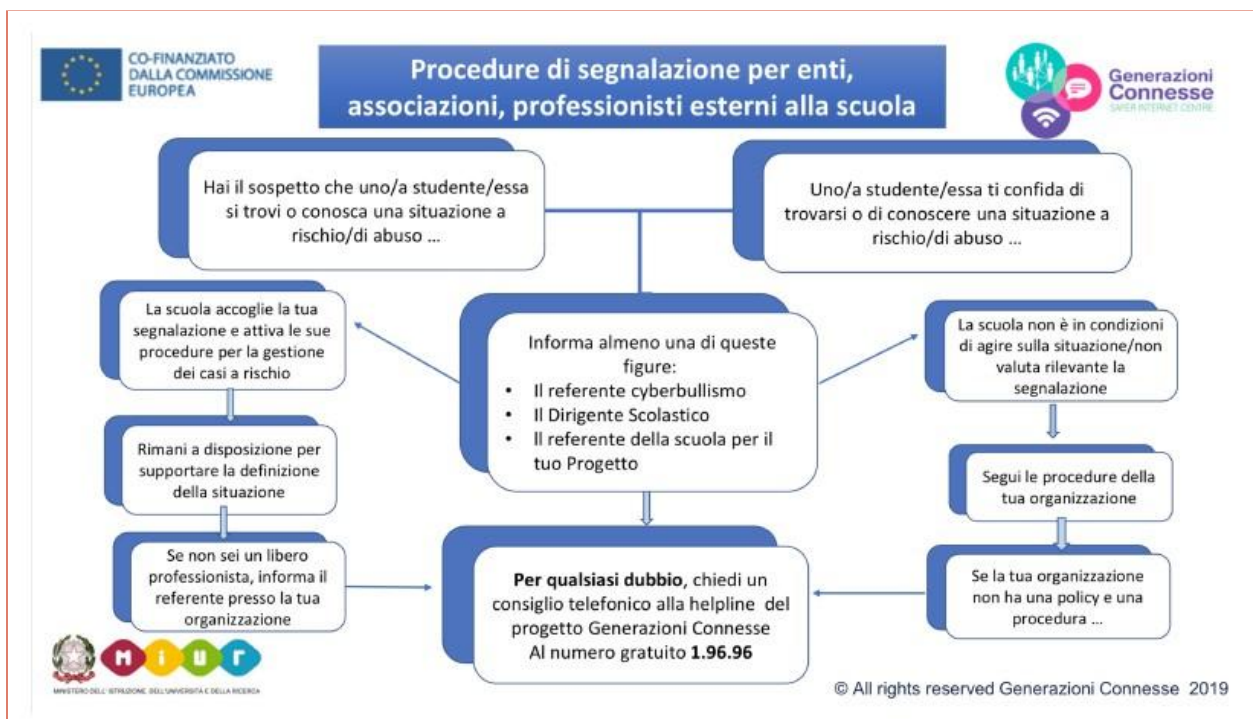 CO-FINANZIATO
DALLA COMMISSIONE
EUROPEA
Procedure di segnalazione per enti,
associazioni, professionisti esterni alla scuola
Generazioni
Connesse
SAFER INTERNET CENTRE
Hai il sospetto che uno/a studente/essa
si trovi o conosca una situazione a
rischio/di abuso ...
Uno/a studente/essa ti confida di
trovarsi o di conoscere una situazione a
rischio/di abuso ...
La scuola accoglie la tua
segnalazione e attiva le sue
procedure per la gestione
dei casi a rischio
Informa almeno una di queste
figure:
• Il referente cyberbullismo
• Il Dirigente Scolastico
• Il referente della scuola per il
tuo Progetto
La scuola non è in condizioni
di agire sulla situazione/non
valuta rilevante la
segnalazione
Rimani a disposizione per
supportare la definizione
della situazione
Segui le procedure della
tua organizzazione
Se non sei un libero
professionista, informa il
referente presso la tua
organizzazione
Per qualsiasi dubbio, chiedi un
consiglio telefonico alla helpline del
progetto Generazioni Connesse
Al numero gratuito 1.96.96
Se la tua organizzazione
non ha una policy e una
procedura ...
MIUR
MINISTERO DELL'ISTRUZIONE, DELL'UNIVERSITÀ E DELLA RICERCA
© All rights reserved Generazioni Connesse 2019